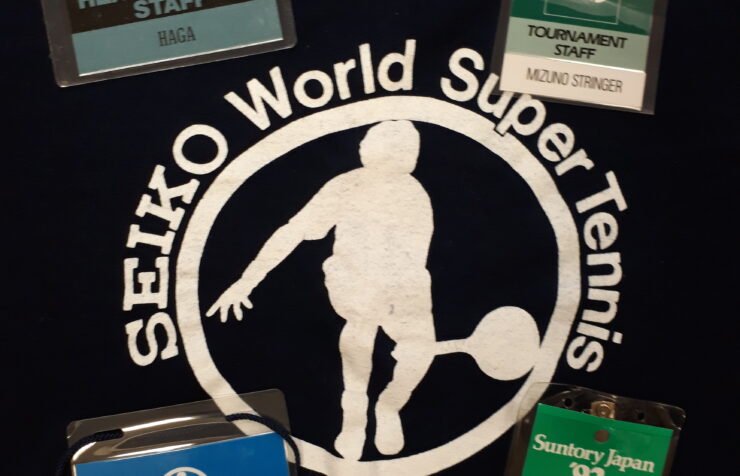 STAFF
HAGA
TOURNAMENT
STAFF
MIZUNO STRINGER
SEIKO World Super Tennis
Suntory Japan